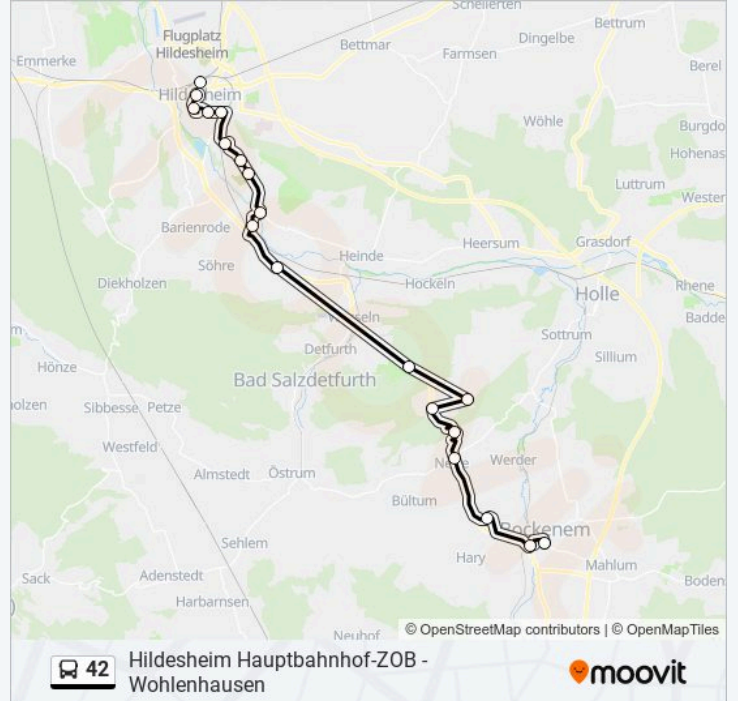 Schellerten
Flugplatz
Hildesheim
Bettrum
Dingelbe
Bettmar
Farmsen
Emmerke
Berel
Hildesheim
Wöhle
Burgdo
Hohenas
Luttrum
Wester
Barienrode
Heersum
Grasdorf
Söhre
Heinde
Hockeln
Diekholzen
Rhene
Holle
Badde
m
Detfurth
Sottrum
Sillium
Hönze
Bad Salzdetfurth
olzen
Sibbesse
Petze
Westfeld
Werder
Almstedt
Östrum
Bültum
Bockenem
Sehlem
Hary
Mahlum
Sack
Adenstedt
Boden
Harbarnsen
Neuhof
© OpenStreetMap contributors | © OpenMapTiles
42
Hildesheim Hauptbahnhof-ZOB -
Wohlenhausen
moovit